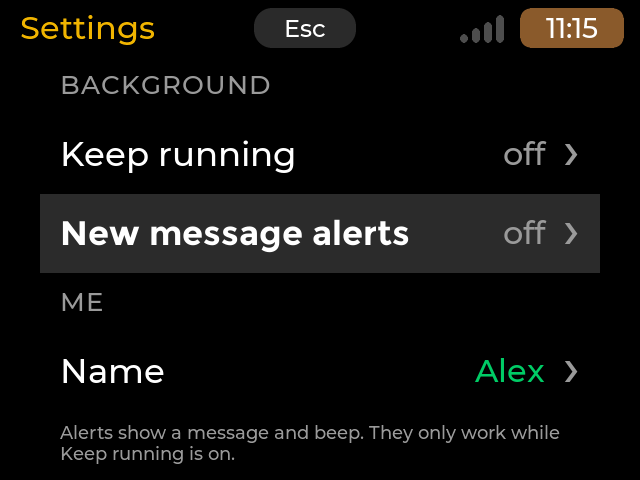 Settings
Esc
11:15
BACKGROUND
Keep running off
New message alerts off
ME
Name Alex
Alerts show a message and beep. They only work while
Keep running is on.